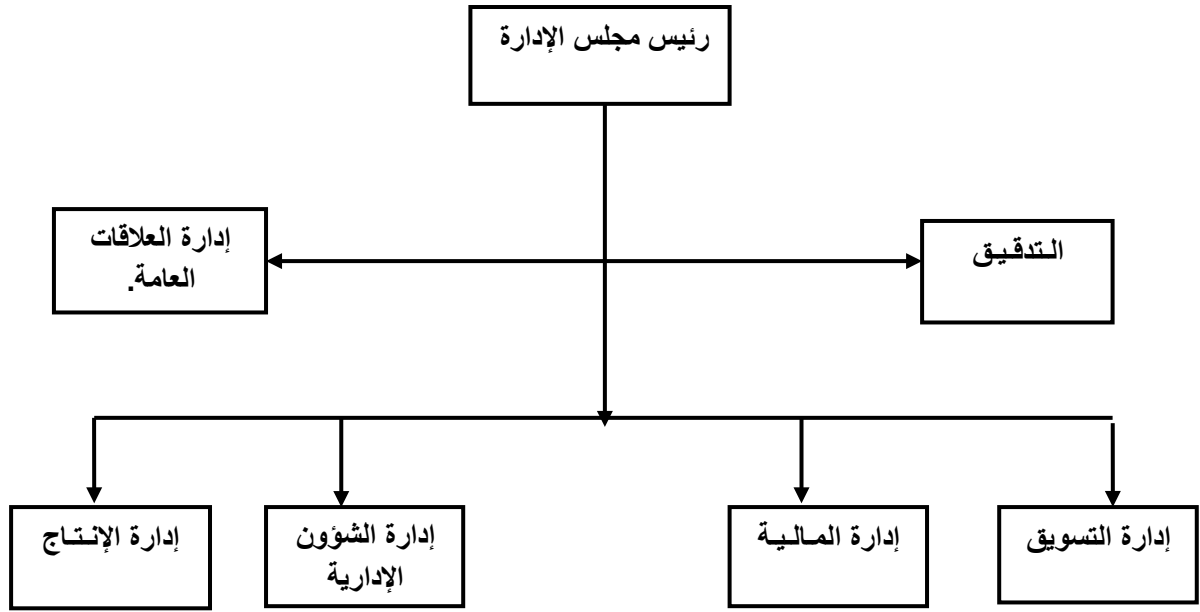 رئيس مجلس الإدارة
التدقيق
إدارة العلاقات
العامة.
إدارة التسويق
إدارة المالية
إدارة الشؤون
الإدارية
إدارة الإنتاج